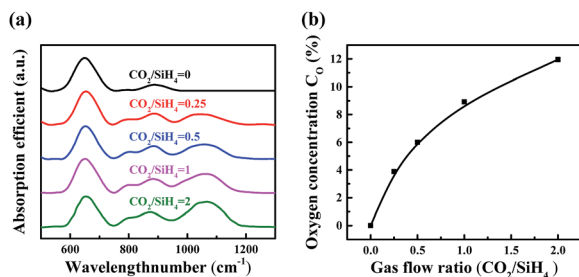 (a)
Absorption efficient (a.u.)
CO2/SiH4=0
CO2/SiH4=0.25
CO2/SiH4=0.5
CO2/SiH4=1
CO2/SiH4=2
600 800 1000 1200
Wavelengthnumber (cm-1)
(b)
Oxygen concentration CO (%)
12
10
8
6
4
2
0
0.0 0.5 1.0 1.5 2.0
Gas flow ratio (CO2/SiH4)